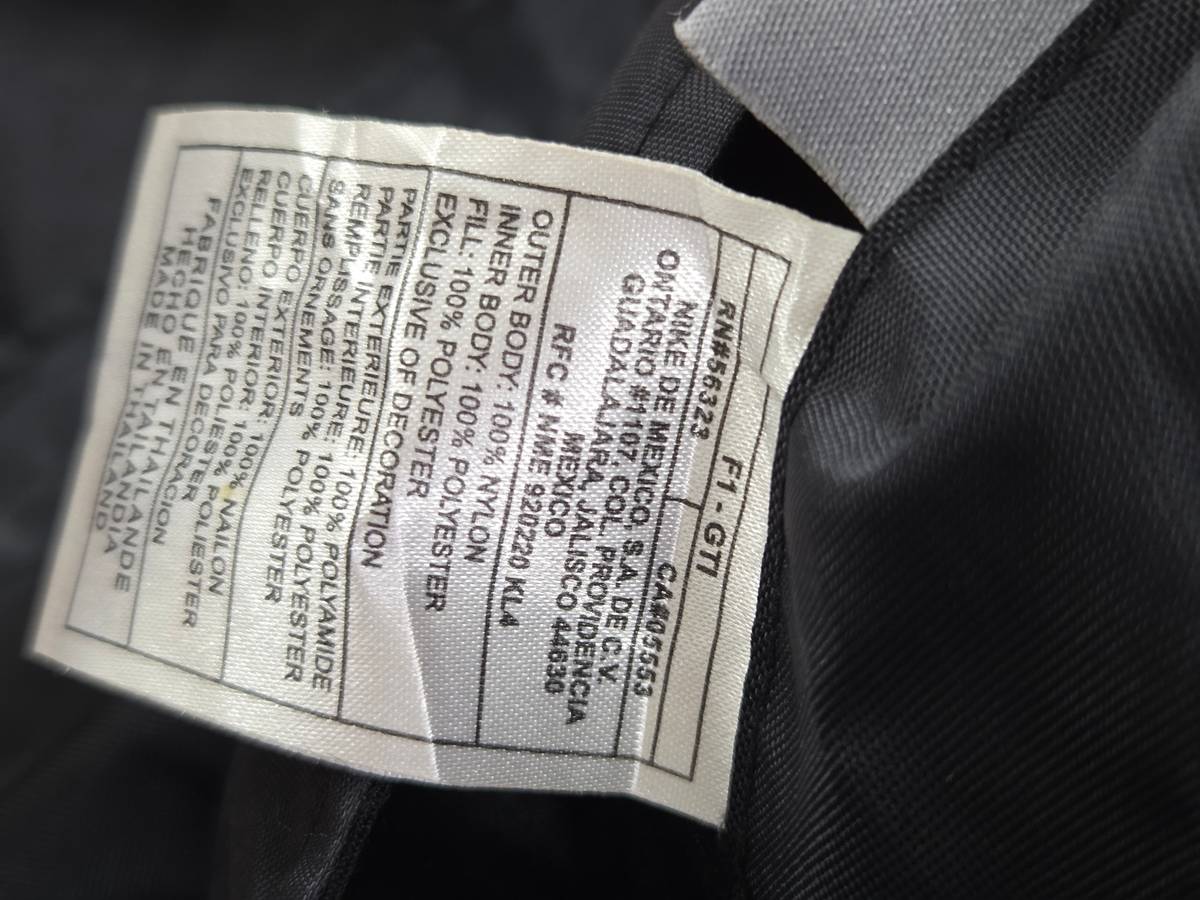 F1 - GTI
RN#56323 CA#05553
NIKE DE MEXICO, S.A. DE C.V.
ONTARIO #1107, COL. PROVIDENCIA
GUADALAJARA, JALISCO 44630
MEXICO
RFC # NME 920220 KL4
OUTER BODY: 100% NYLON
INNER BODY: 100% POLYESTER
FILL: 100% POLYESTER
EXCLUSIVE OF DECORATION
PARTIE EXTERIEURE: 100% POLYAMIDE
PARTIE INTERIEURE: 100% POLYESTER
REMPLISSAGE: 100% POLYESTER
SANS ORNEMENTS
CUERPO EXTERIOR: 100% NAILON
CUERPO INTERIOR: 100% POLIESTER
RELLENO: 100% POLIESTER
EXCLUSIVO PARA DECORACION
FABRIQUE EN THAILANDE
HECHO EN TAILANDIA
MADE IN THAILAND